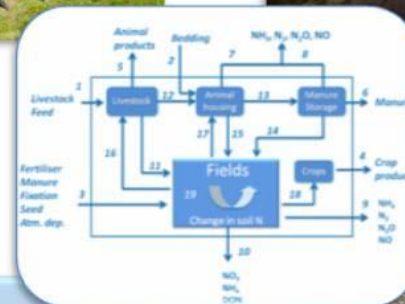 Animal
products
Bedding
NH₃, N₂, N₂O, NO
5
2
7
8
1
Livestock
Feed
Livestock
12
Animal
housing
13
Manure
Storage
6
Manu
17
15
14
16
11
Fields
19
Change in soil N
Crops
18
4
Crop
produc
Fertiliser
Manure
Fixation
Seed
Atm. dep.
3
9
NH₃
N₂
N₂O
NO
10
NO₃
NH₄
DON